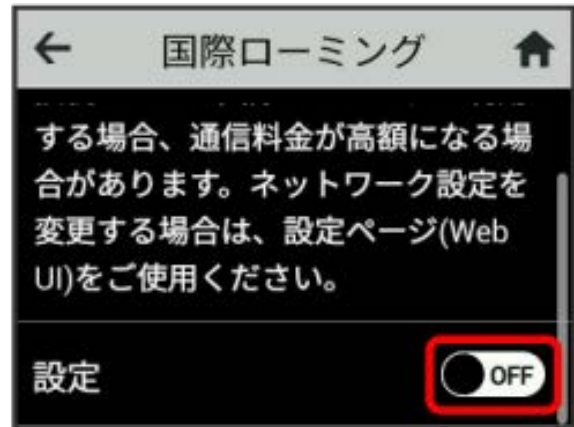 国際ローミング
する場合、通信料金が高額になる場
合があります。ネットワーク設定を
変更する場合は、設定ページ(Web
UI)をご使用ください。
設定
OFF